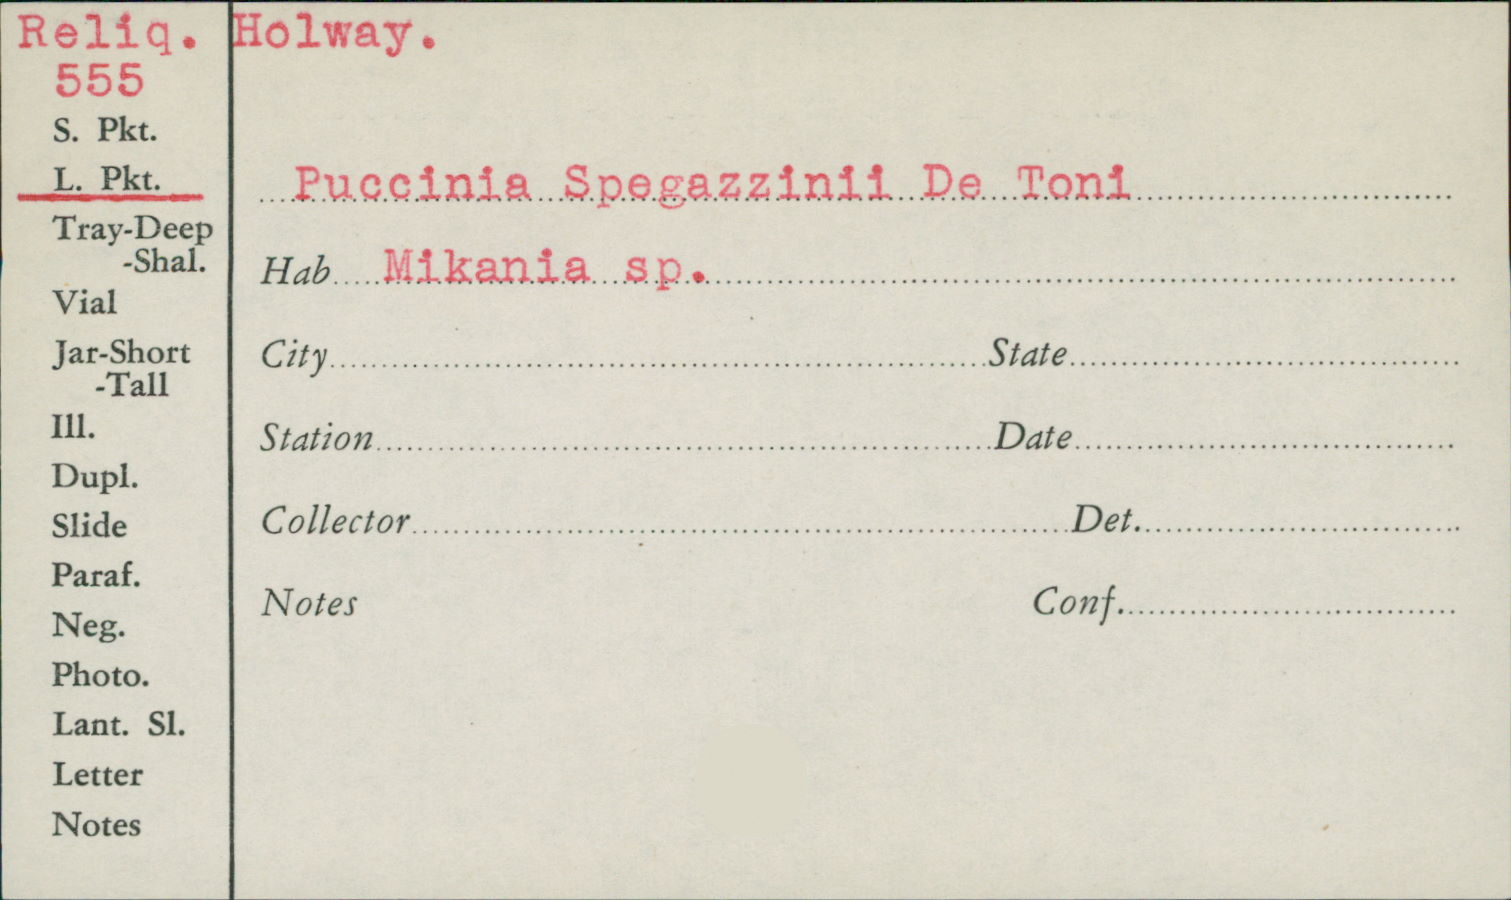 Reliq. Holway.
555
S. Pkt.
L. Pkt.
Tray-Deep
-Shal.
Vial
Jar-Short
-Tall
Ill.
Dupl.
Slide
Paraf.
Neg.
Photo.
Lant. Sl.
Letter
Notes
Puccinia Spegazzinii De Toni
Hab Mikania sp.
City State
Station Date
Collector Det.
Notes Conf.